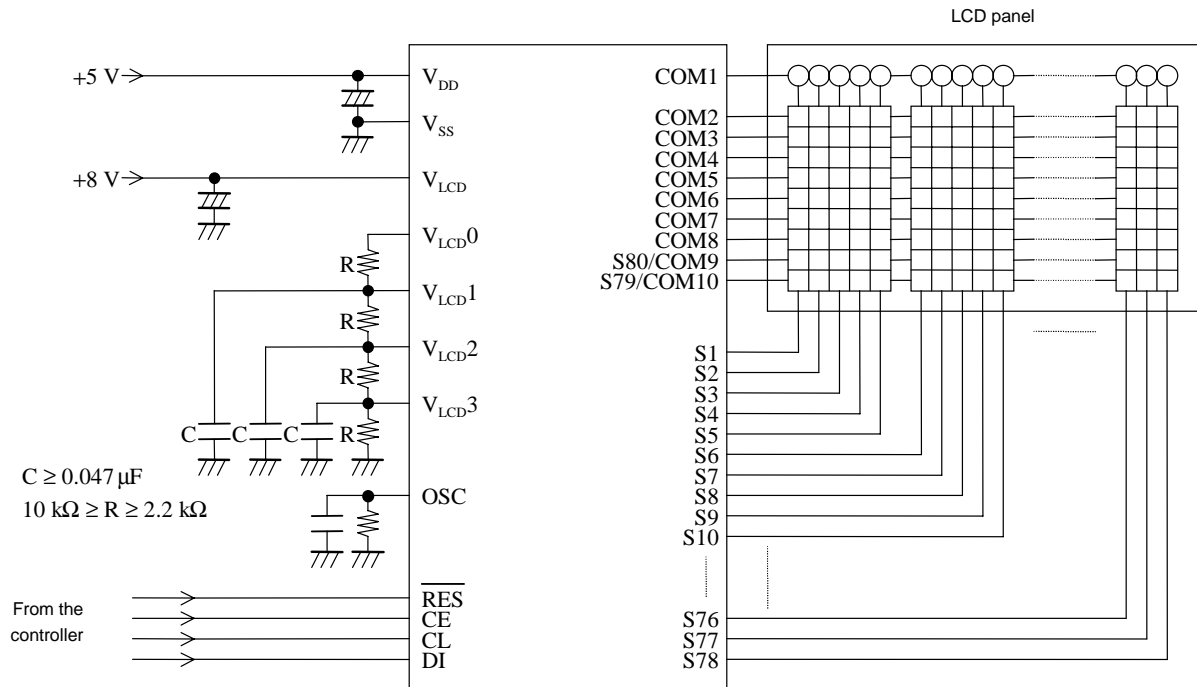 LCD panel
+5 V
V_DD
COM1
V_SS
COM2
COM3
COM4
+8 V
V_LCD
COM5
COM6
COM7
V_LCD0
COM8
R
S80/COM9
S79/COM10
V_LCD1
R
V_LCD2
S1
R
S2
S3
V_LCD3
S4
C
C
C
R
S5
S6
C ≥ 0.047 µF
S7
OSC
S8
10 kΩ ≥ R ≥ 2.2 kΩ
S9
S10
From the
controller
RES
CE
CL
DI
S76
S77
S78